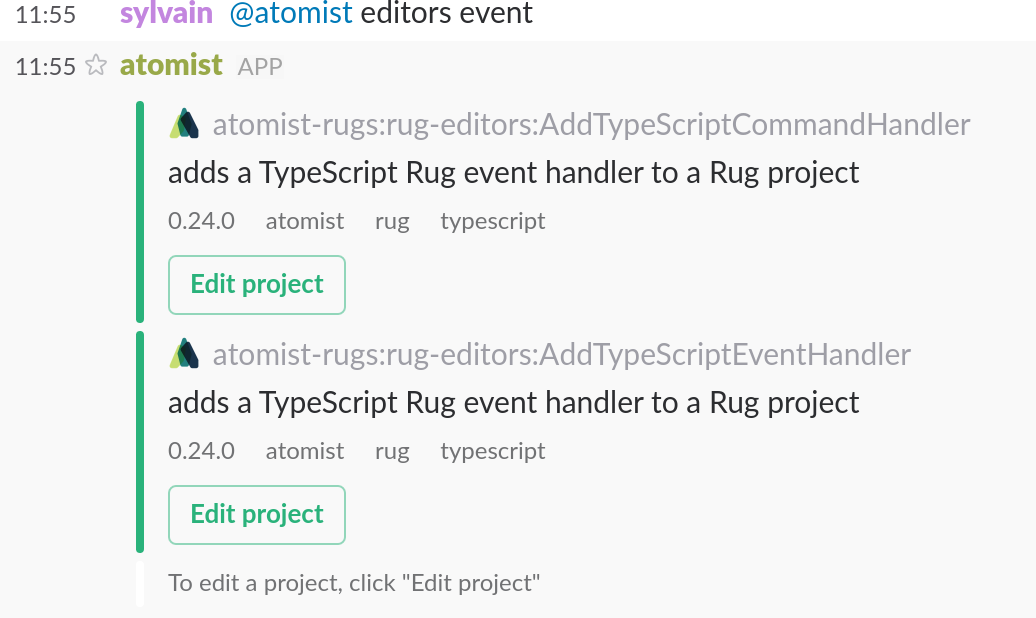 11:55 sylvain @atomist editors event
11:55 atomist APP
atomist-rugs:rug-editors:AddTypeScriptCommandHandler
adds a TypeScript Rug event handler to a Rug project
0.24.0 atomist rug typescript
Edit project
atomist-rugs:rug-editors:AddTypeScriptEventHandler
adds a TypeScript Rug event handler to a Rug project
0.24.0 atomist rug typescript
Edit project
To edit a project, click "Edit project"